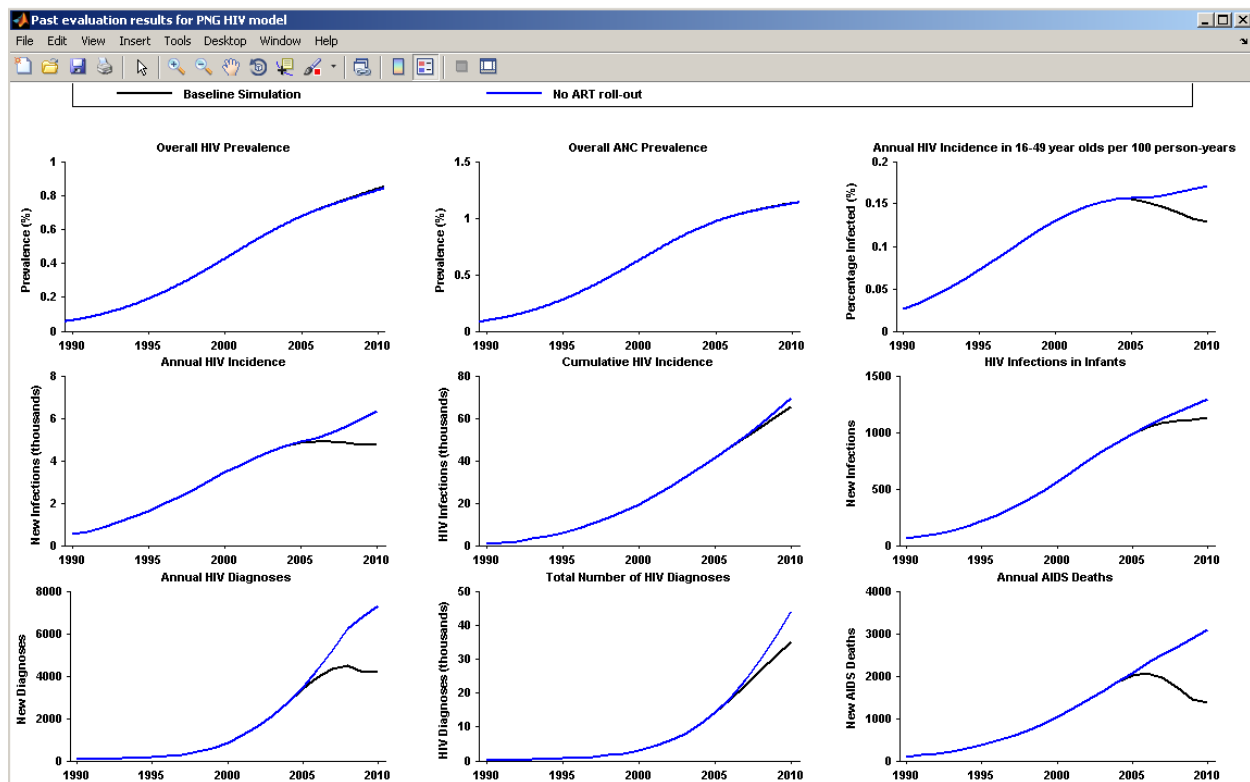 Past evaluation results for PNG HIV model
File Edit View Insert Tools Desktop Window Help
Baseline Simulation No ART roll-out
Overall HIV Prevalence
Prevalence (%)
1
0.8
0.6
0.4
0.2
0
1990 1995 2000 2005 2010
Overall ANC Prevalence
Prevalence (%)
1.5
1
0.5
0
1990 1995 2000 2005 2010
Annual HIV Incidence in 16-49 year olds per 100 person-years
Percentage Infected (%)
0.2
0.15
0.1
0.05
0
1990 1995 2000 2005 2010
Annual HIV Incidence
New Infections (thousands)
8
6
4
2
0
1990 1995 2000 2005 2010
Cumulative HIV Incidence
HIV Infections (thousands)
80
60
40
20
0
1990 1995 2000 2005 2010
HIV Infections in Infants
New Infections
1500
1000
500
0
1990 1995 2000 2005 2010
Annual HIV Diagnoses
New Diagnoses
8000
6000
4000
2000
0
1990 1995 2000 2005 2010
Total Number of HIV Diagnoses
HIV Diagnoses (thousands)
50
40
30
20
10
0
1990 1995 2000 2005 2010
Annual AIDS Deaths
New AIDS Deaths
4000
3000
2000
1000
0
1990 1995 2000 2005 2010